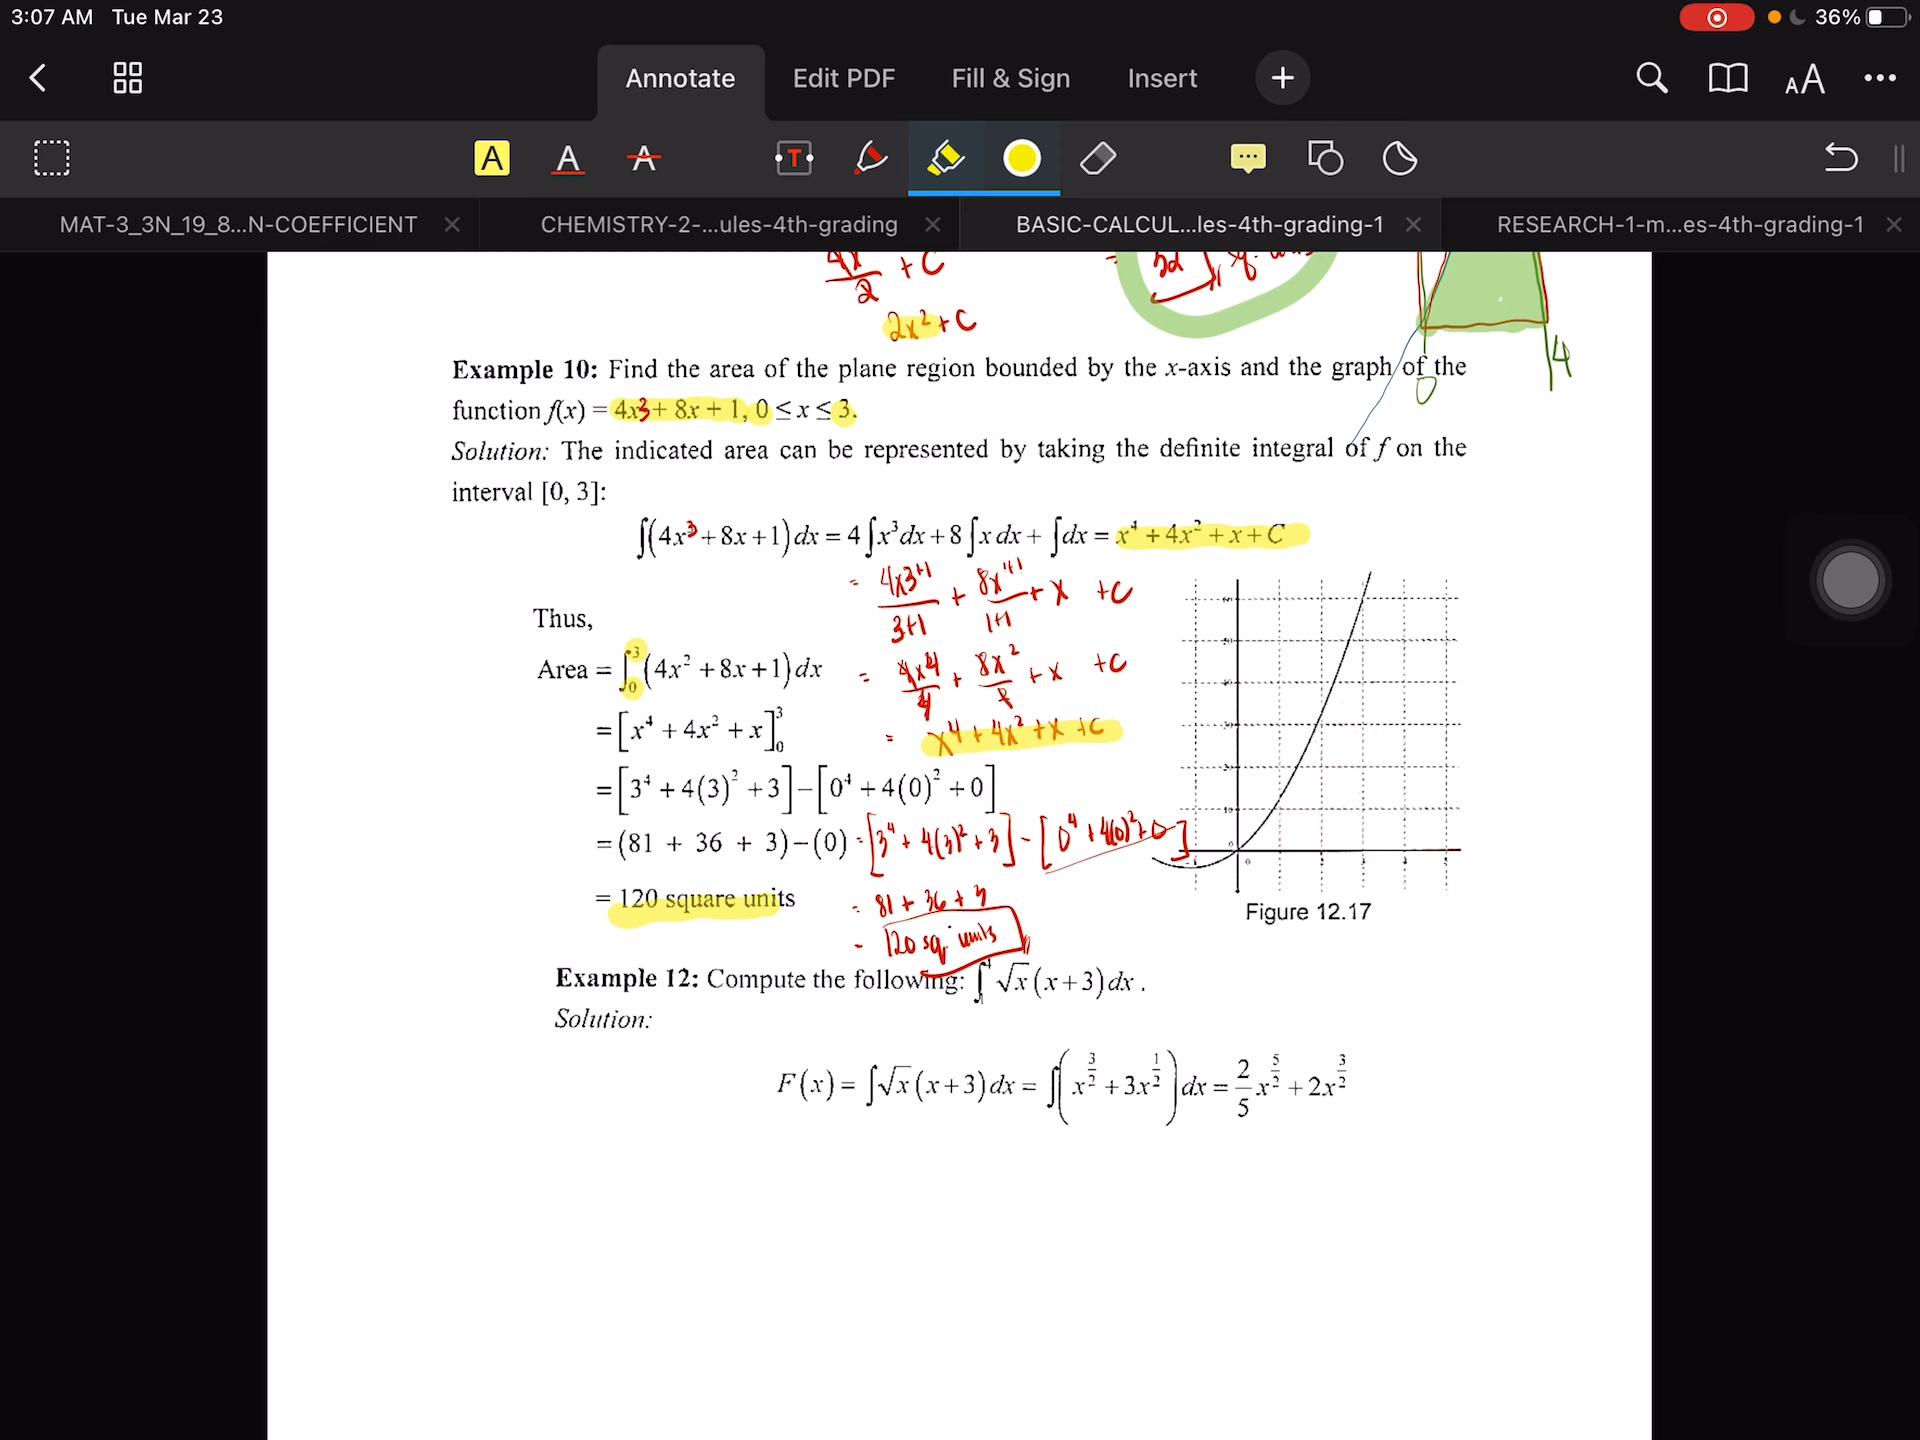 3:07 AM Tue Mar 23
36%
Annotate Edit PDF Fill & Sign Insert
AA
A A A T
MAT-3_3N_19_8...N-COEFFICIENT CHEMISTRY-2-...ules-4th-grading BASIC-CALCUL...les-4th-grading-1 RESEARCH-1-m...es-4th-grading-1
4x/2 + C
= 32
2x² + C
0 4
Example 10: Find the area of the plane region bounded by the x-axis and the graph of the
function f(x) = 4x3 + 8x + 1, 0 ≤ x ≤ 3.
Solution: The indicated area can be represented by taking the definite integral of f on the
interval [0, 3]:
∫(4x³ + 8x + 1) dx = 4∫x³dx + 8∫x dx + ∫dx = x⁴ + 4x² + x + C
= 4x3+1/3+1 + 8x¹⁺¹/1+1 + x + C
Thus,
Area = ∫₀³ (4x² + 8x + 1) dx = 4x4/4 + 8x²/2 + x + C
= [x⁴ + 4x² + x]₀³ = x⁴ + 4x² + x + C
= [3⁴ + 4(3)² + 3] − [0⁴ + 4(0)² + 0]
= (81 + 36 + 3) − (0) = [3⁴ + 4(3)² + 3] − [0⁴ + 4(0)² + 0]
= 120 square units = 81 + 36 + 3
= 120 sq. units
Figure 12.17
Example 12: Compute the following: ∫₁⁴ √x (x + 3) dx .
Solution:
F(x) = ∫√x (x + 3) dx = ∫(x^(3/2) + 3x^(1/2)) dx = 2/5 x^(5/2) + 2x^(3/2)